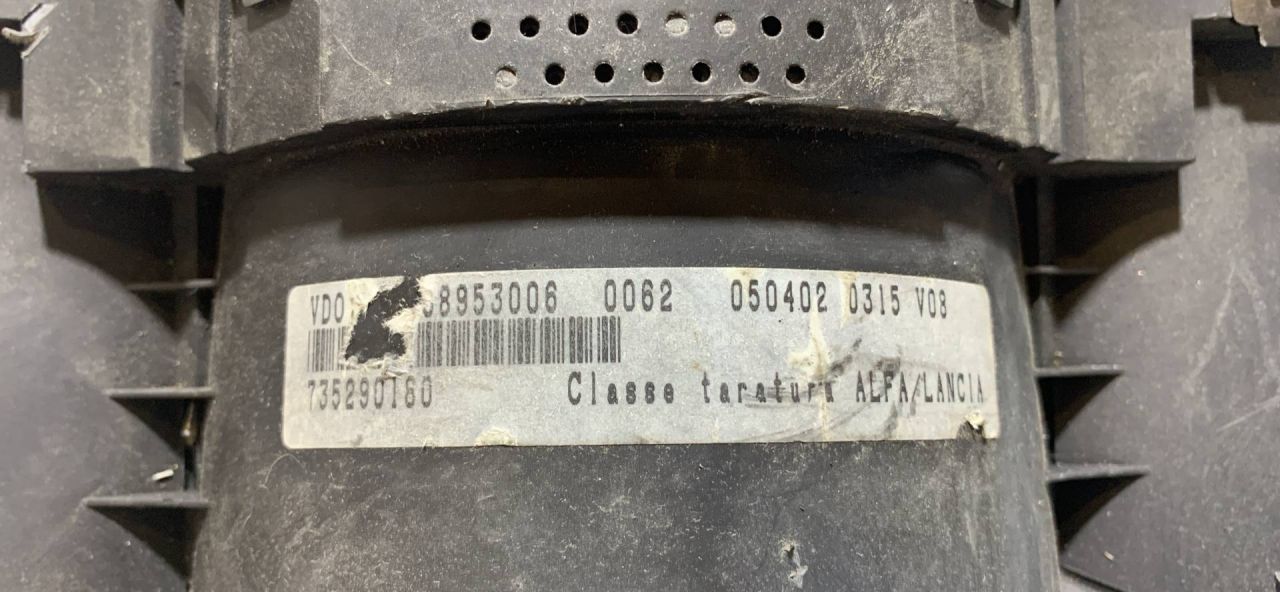 VDO 8953006 0062 050402 0315 V08
735290180
Classe taratura ALFA/LANCIA